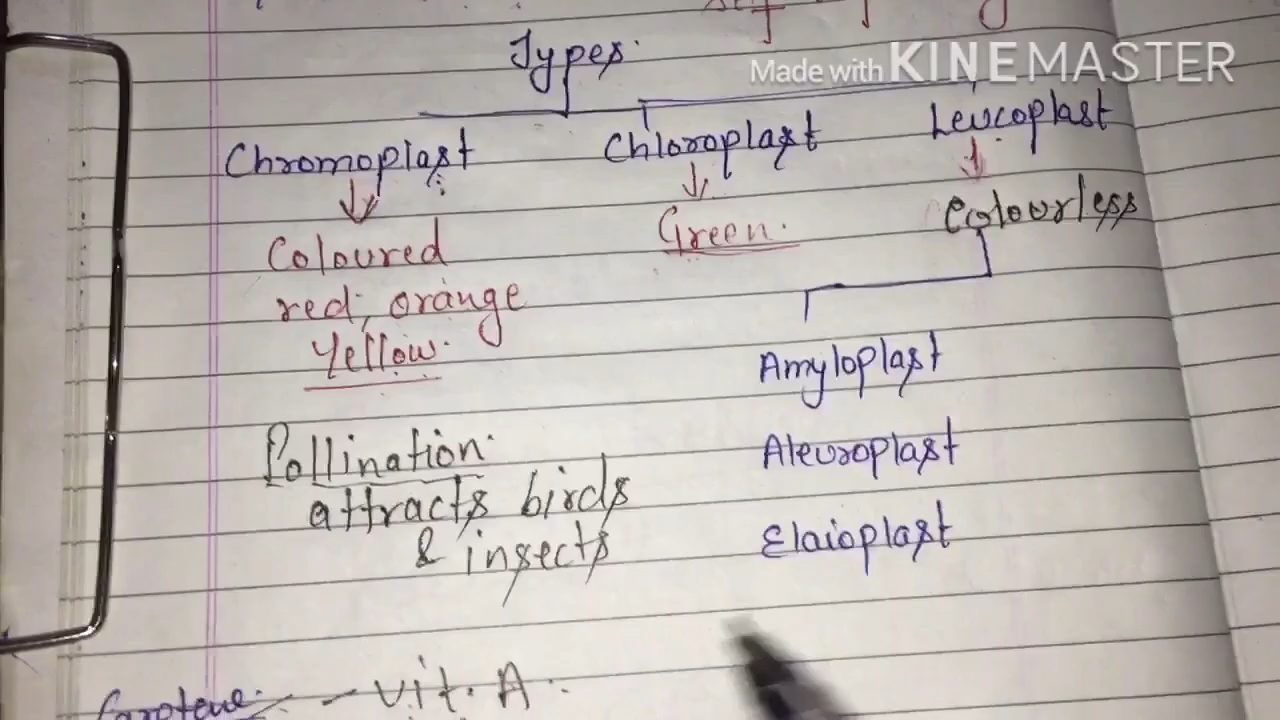 Types
Made with KINEMASTER
Chromoplast Chloroplast Leucoplast
Coloured Green. Colourless
red, orange
Yellow.
Amyloplast
Pollination Aleuroplast
attracts birds
& insects Elaioplast
Carotene - Vit. A